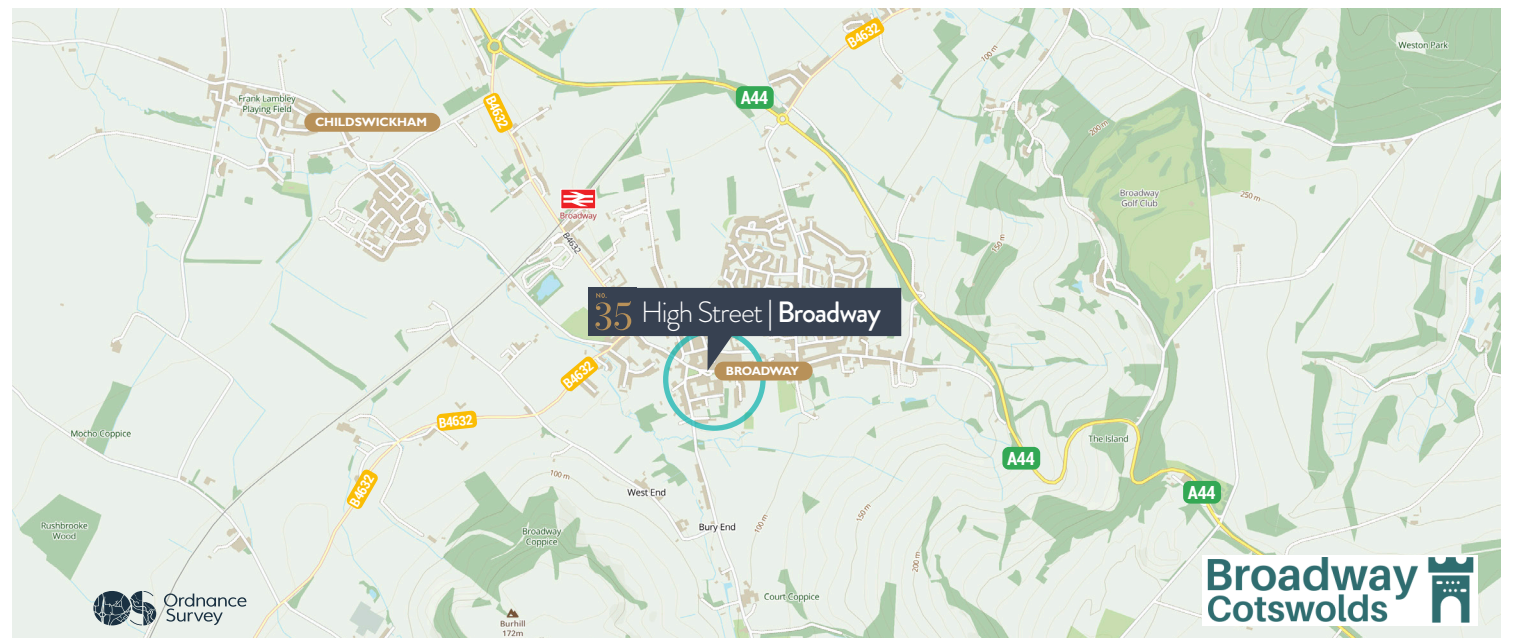 B4632
Weston Park
A44
Frank Lambley
Playing Field
B4632
CHILDSWICKHAM
100 m
200 m
Broadway
Golf Club
250 m
Broadway
B4632
150 m
NO.
35 High Street | Broadway
BROADWAY
B4632
B4632
Mocho Coppice
The Island
A44
100 m
B4632
A44
West End
Rushbrooke
Wood
Broadway
Coppice
Bury End
100 m
150 m
200 m
Court Coppice
Burhill
172m
OS Ordnance
Survey
Broadway
Cotswolds